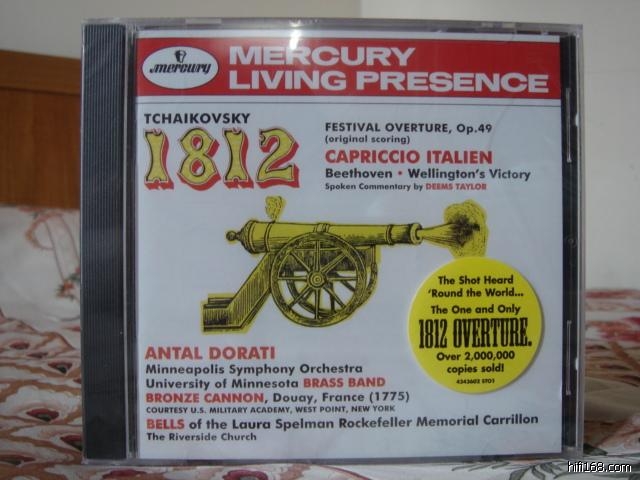 mercury
MERCURY
LIVING PRESENCE
TCHAIKOVSKY
1812
FESTIVAL OVERTURE, Op.49
(original scoring)
CAPRICCIO ITALIEN
Beethoven • Wellington's Victory
Spoken Commentary by DEEMS TAYLOR
The Shot Heard
'Round the World...
The One and Only
1812 OVERTURE.
Over 2,000,000
copies sold!
4343602 ST01
ANTAL DORATI
Minneapolis Symphony Orchestra
University of Minnesota BRASS BAND
BRONZE CANNON, Douay, France (1775)
COURTESY U.S. MILITARY ACADEMY, WEST POINT, NEW YORK
BELLS of the Laura Spelman Rockefeller Memorial Carrillon
The Riverside Church
hifi168.com